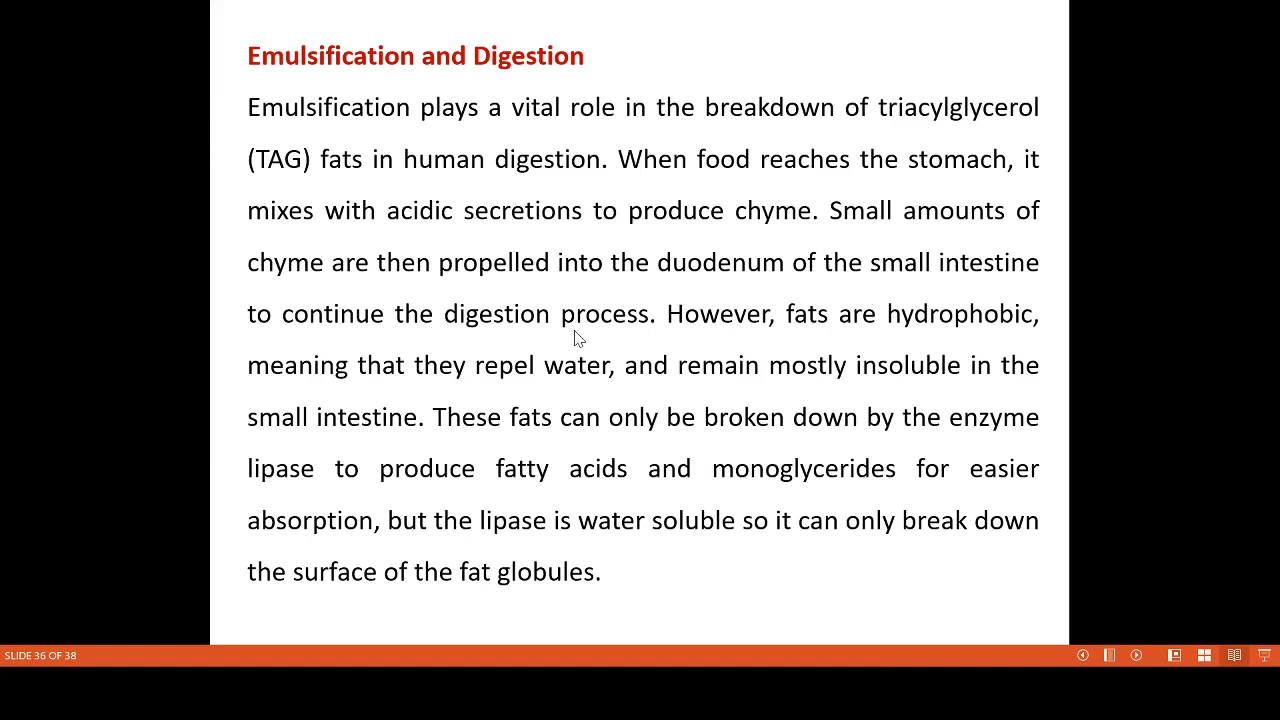 Emulsification and Digestion
Emulsification plays a vital role in the breakdown of triacylglycerol
(TAG) fats in human digestion. When food reaches the stomach, it
mixes with acidic secretions to produce chyme. Small amounts of
chyme are then propelled into the duodenum of the small intestine
to continue the digestion process. However, fats are hydrophobic,
meaning that they repel water, and remain mostly insoluble in the
small intestine. These fats can only be broken down by the enzyme
lipase to produce fatty acids and monoglycerides for easier
absorption, but the lipase is water soluble so it can only break down
the surface of the fat globules.
SLIDE 36 OF 38